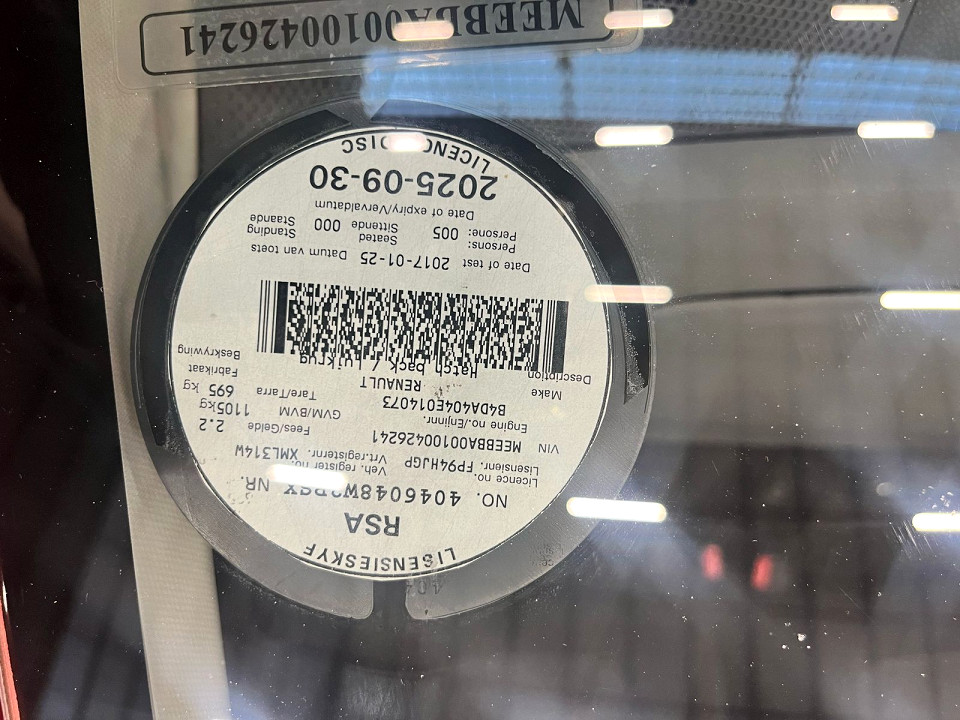 LISENSIESKYF
RSA
NO. NR.
Licence no. Veh. register no.
Lisensienr. FP94HJGP Vrt.registernr. XML314W
VIN MEEBBA00100426241 Fees/Gelde 2.2
Engine no./Enjinnr. GVM/BVM 1105kg
B4DA404E014073
Make RENAULT Tare/Tarra 695 kg Fabrikaat
Description Hatch back / Luikrug Beskrywing
Date of test 2017-01-25 Datum van toets
Persons: Seated Standing
Persone: 005 Sittende 000 Staande
Date of expiry/Vervaldatum
2025-09-30
LICENCE DISC
MEEBBA00100426241